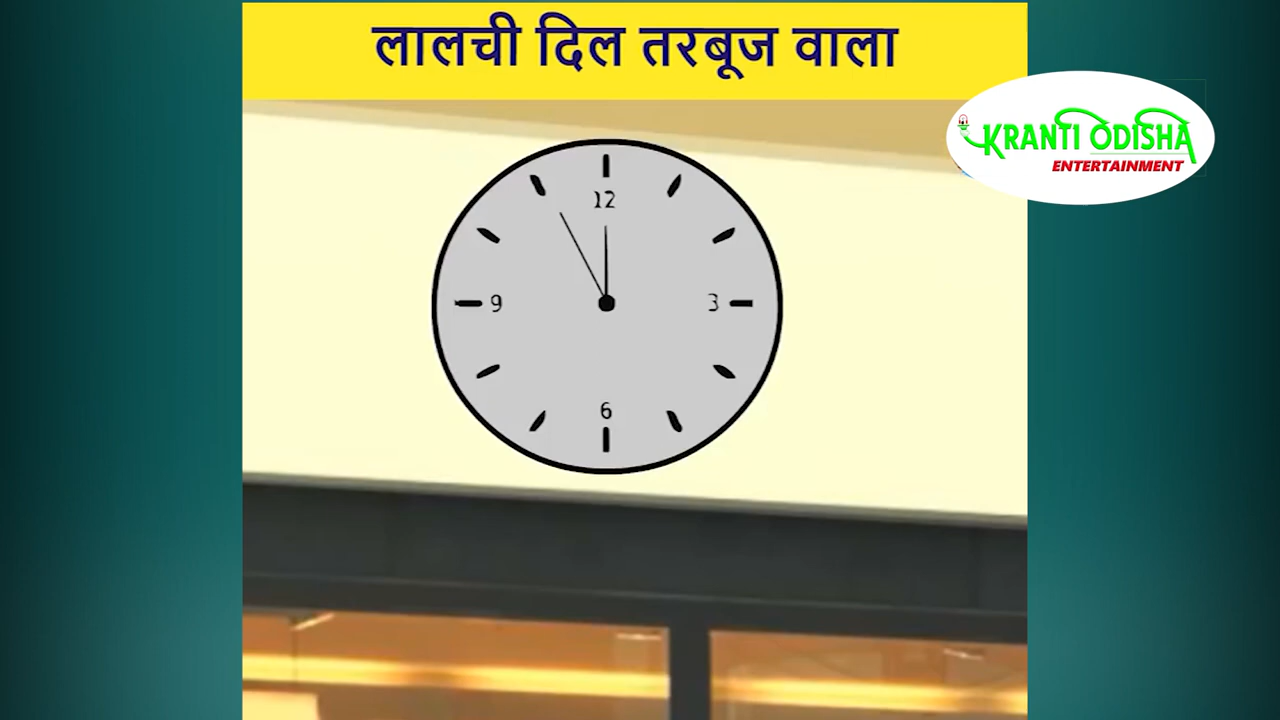 लालची दिल तरबूज वाला
KRANTI ODISHA
ENTERTAINMENT
12
9
3
6